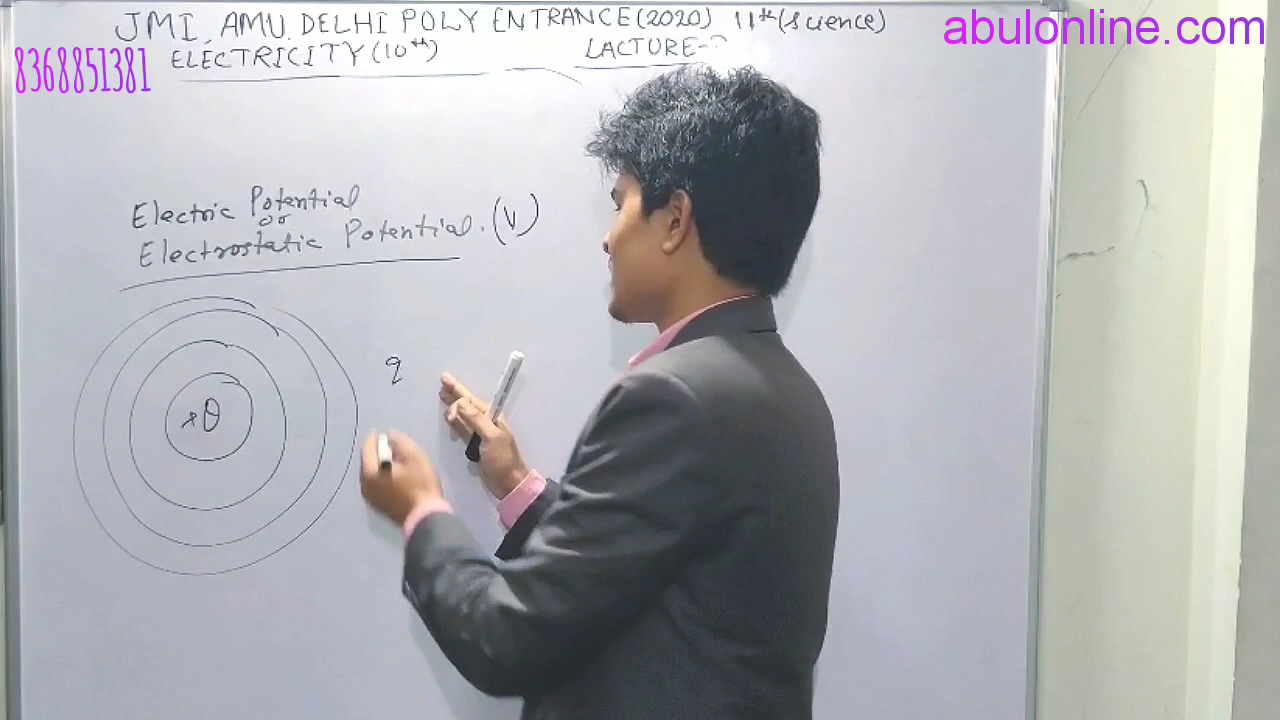 JMI, AMU, DELHI POLY ENTRANCE(2020) 11th (science)
abulonline.com
ELECTRICITY (10th)
LACTURE-
8368851381
Electric Potential
or
Electrostatic Potential. (V)
q